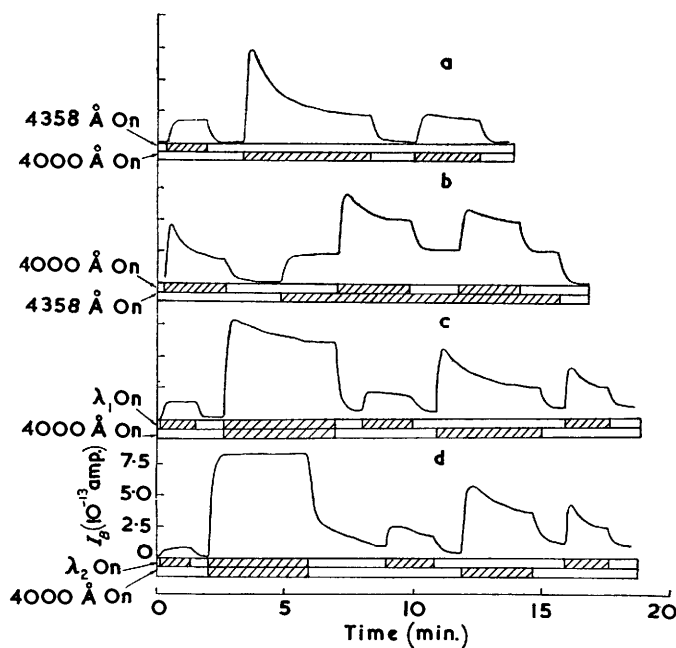 a
4358 Å On
4000 Å On
b
4000 Å On
4358 Å On
c
λ₁ On
4000 Å On
d
7.5
5.0
2.5
0
I_B (10⁻¹³ amp.)
λ₂ On
4000 Å On
0 5 10 15 20
Time (min.)